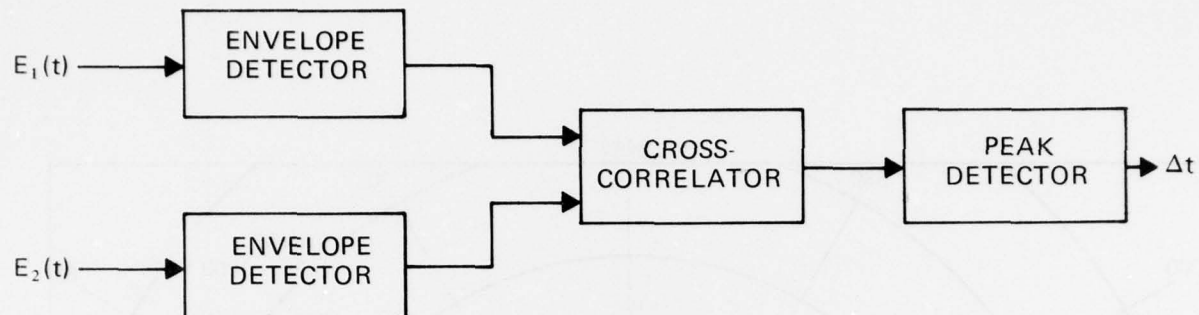 E₁(t)
ENVELOPE
DETECTOR
E₂(t)
ENVELOPE
DETECTOR
CROSS-
CORRELATOR
PEAK
DETECTOR
Δt